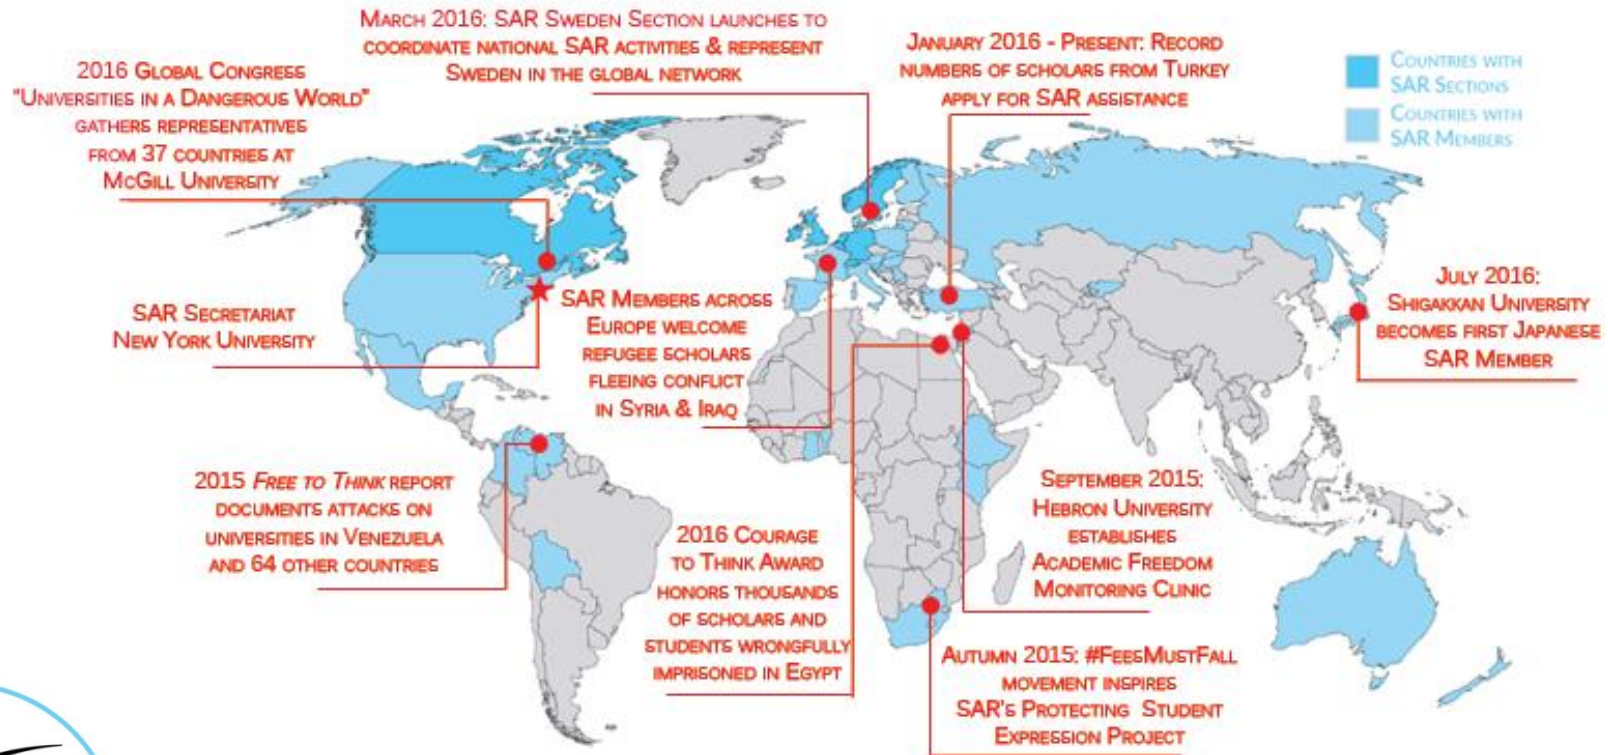 March 2016: SAR Sweden Section launches to
coordinate national SAR activities & represent
Sweden in the global network
2016 Global Congress
"Universities in a Dangerous World"
gathers representatives
from 37 countries at
McGill University
January 2016 - Present: Record
numbers of scholars from Turkey
apply for SAR assistance
Countries with
SAR Sections
Countries with
SAR Members
SAR Secretariat
New York University
SAR Members across
Europe welcome
refugee scholars
fleeing conflict
in Syria & Iraq
July 2016:
Shigakkan University
becomes first Japanese
SAR Member
2015 Free to Think report
documents attacks on
universities in Venezuela
and 64 other countries
2016 Courage
to Think Award
honors thousands
of scholars and
students wrongfully
imprisoned in Egypt
September 2015:
Hebron University
establishes
Academic Freedom
Monitoring Clinic
Autumn 2015: #FeesMustFall
movement inspires
SAR's Protecting Student
Expression Project